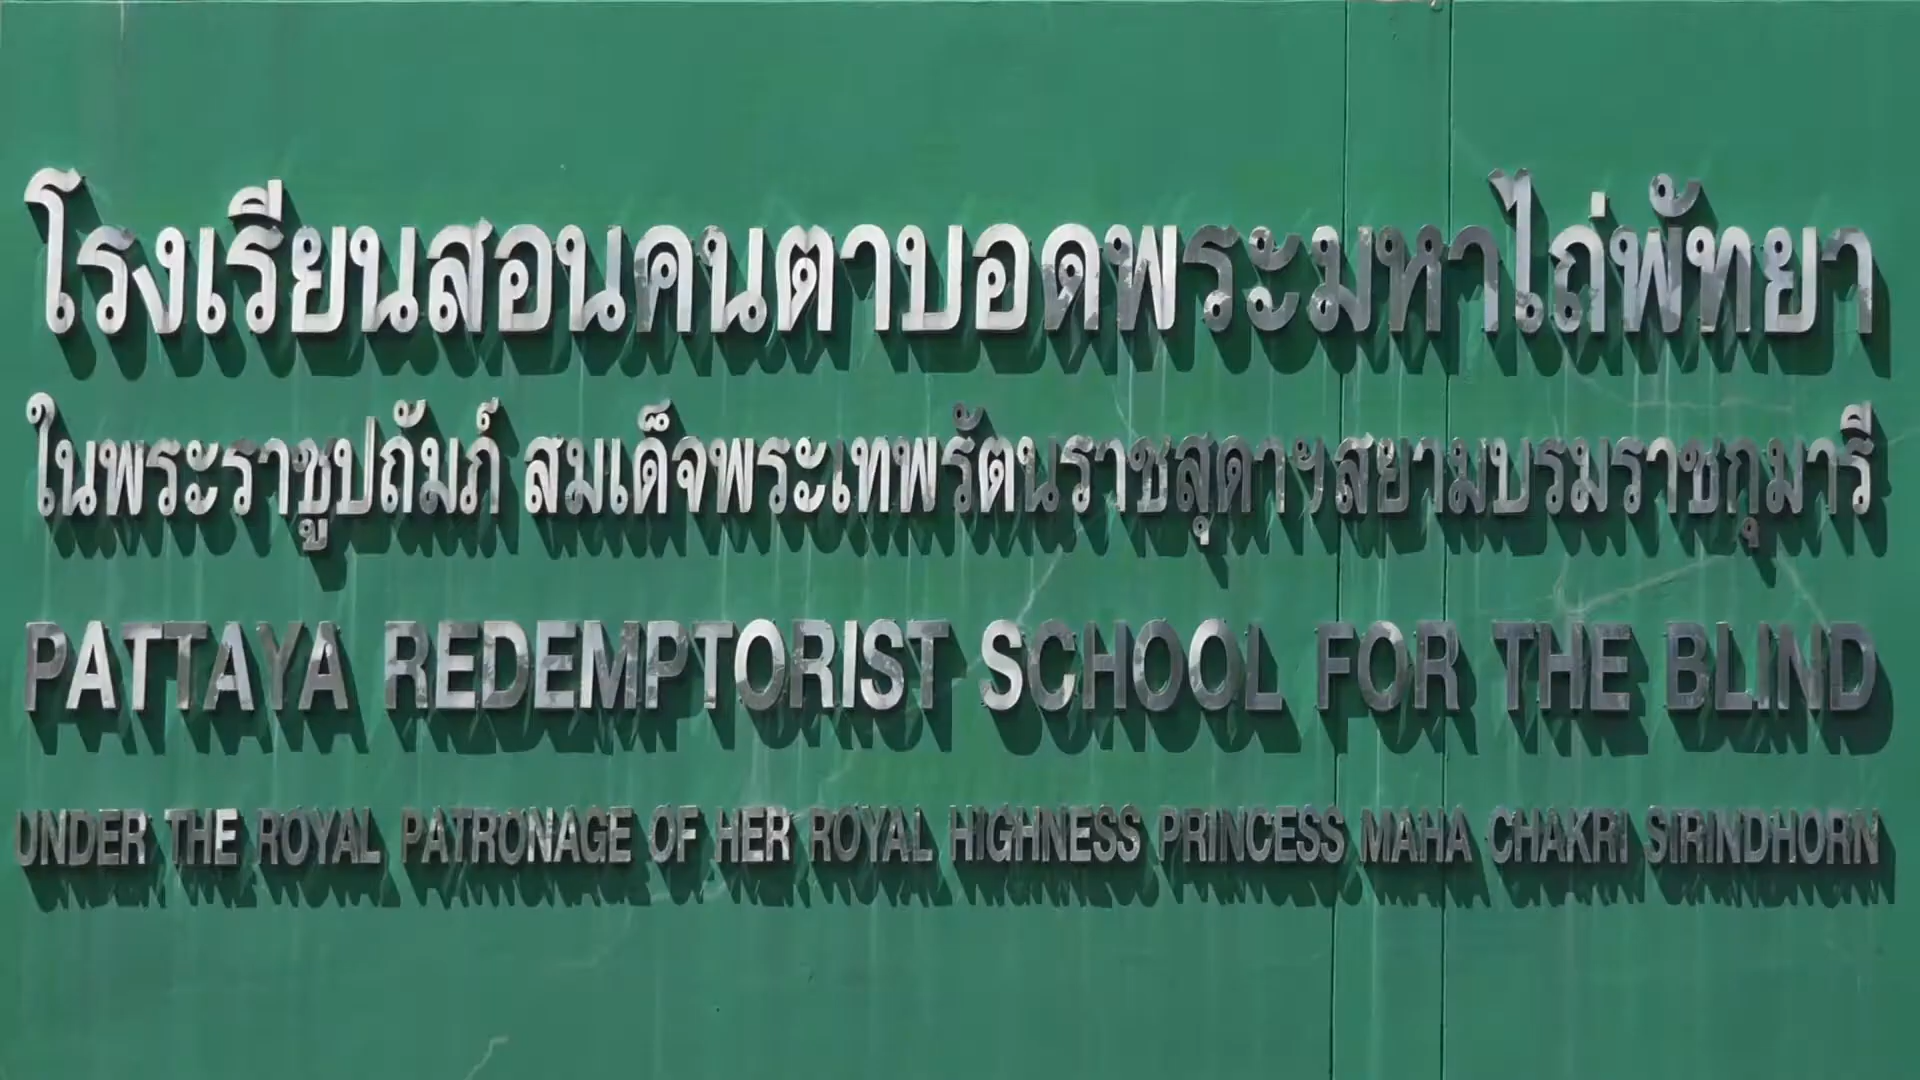 โรงเรียนสอนคนตาบอดพระมหาไถ่พัทยา
ในพระราชูปถัมภ์ สมเด็จพระเทพรัตนราชสุดาฯสยามบรมราชกุมารี
PATTAYA REDEMPTORIST SCHOOL FOR THE BLIND
UNDER THE ROYAL PATRONAGE OF HER ROYAL HIGHNESS PRINCESS MAHA CHAKRI SIRINDHORN